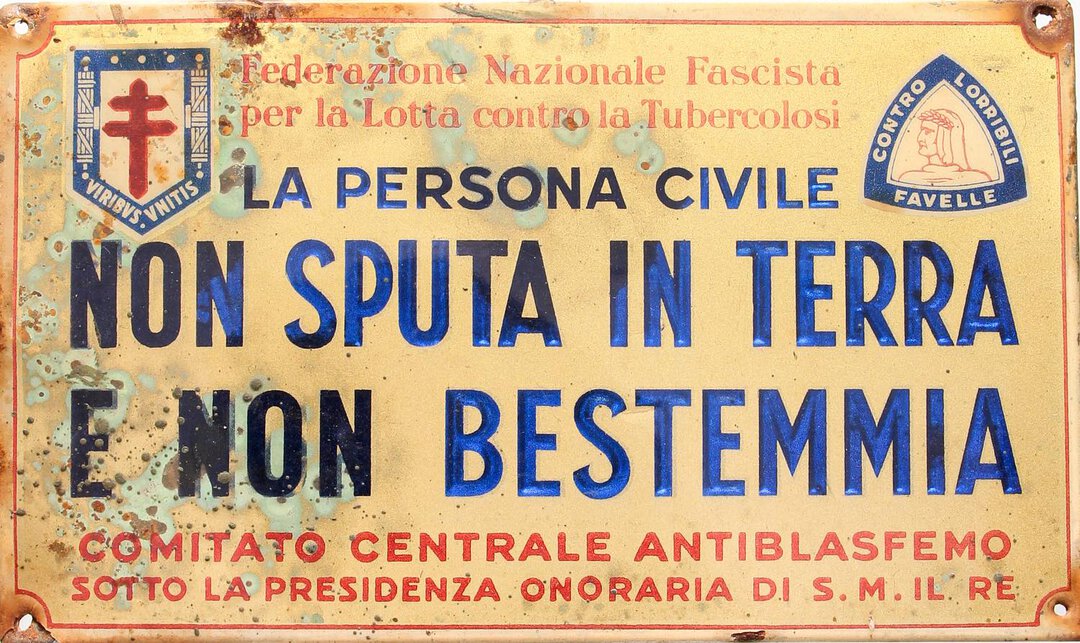 Federazione Nazionale Fascista
per la Lotta contro la Tubercolosi
VIRIBVS VNITIS
CONTRO LORRIBILI
FAVELLE
LA PERSONA CIVILE
NON SPUTA IN TERRA
E NON BESTEMMIA
COMITATO CENTRALE ANTIBLASFEMO
SOTTO LA PRESIDENZA ONORARIA DI S. M. IL RE